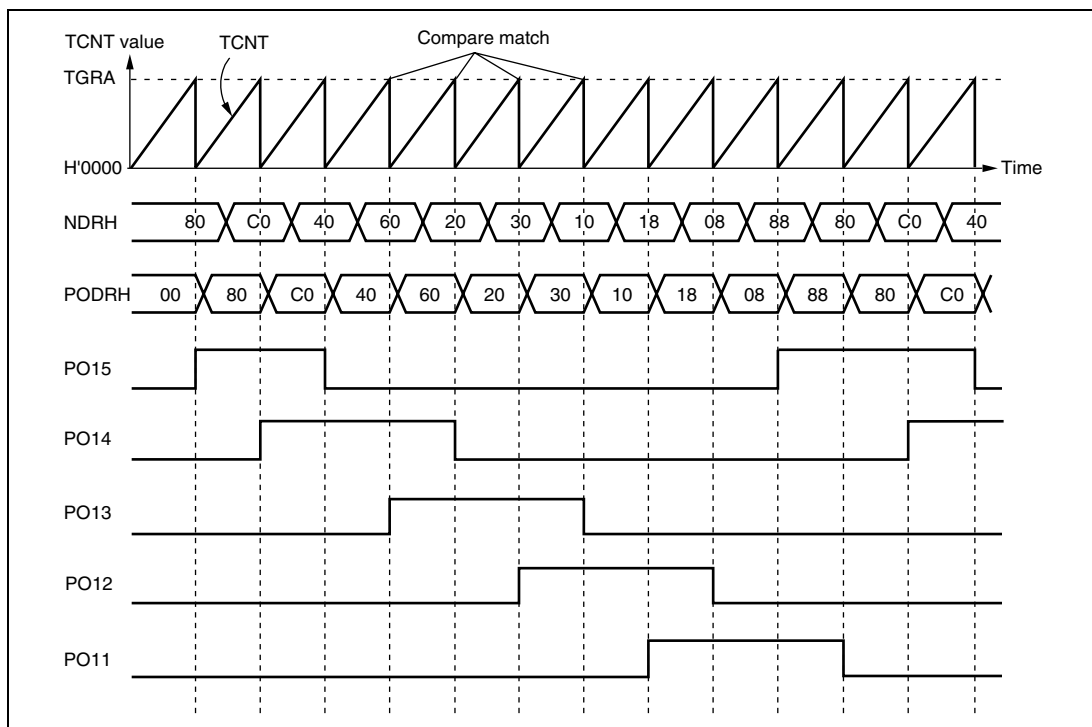 TCNT value
TCNT
Compare match
TGRA
H'0000
Time
NDRH 80 C0 40 60 20 30 10 18 08 88 80 C0 40
PODRH 00 80 C0 40 60 20 30 10 18 08 88 80 C0
PO15
PO14
PO13
PO12
PO11